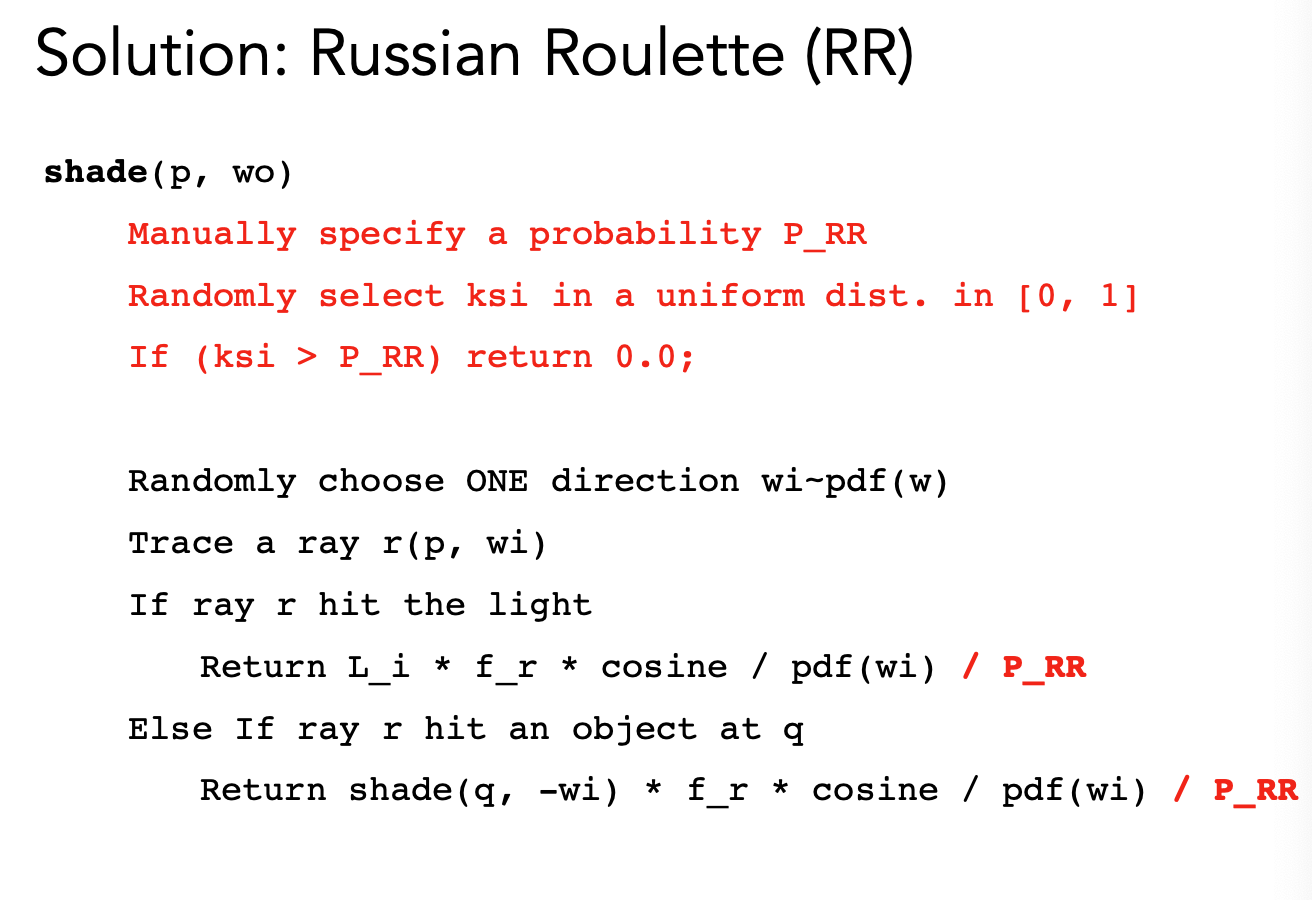 Solution: Russian Roulette (RR)
shade(p, wo)
Manually specify a probability P_RR
Randomly select ksi in a uniform dist. in [0, 1]
If (ksi > P_RR) return 0.0;
Randomly choose ONE direction wi~pdf(w)
Trace a ray r(p, wi)
If ray r hit the light
Return L_i * f_r * cosine / pdf(wi) / P_RR
Else If ray r hit an object at q
Return shade(q, -wi) * f_r * cosine / pdf(wi) / P_RR